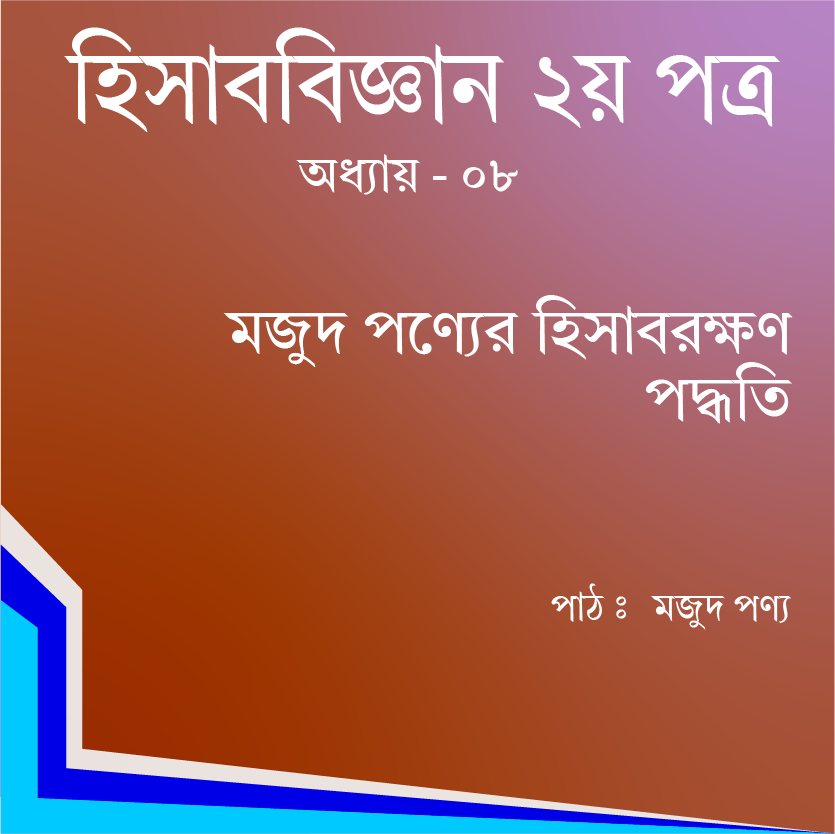 হিসাববিজ্ঞান ২য় পত্র
অধ্যায় - ০৮
মজুদ পণ্যের হিসাবরক্ষণ
পদ্ধতি
পাঠ ঃ মজুদ পণ্য